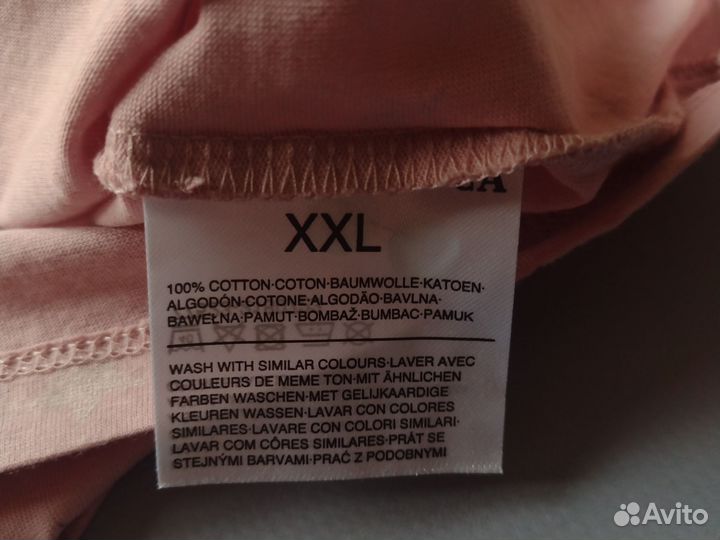 XXL
100% COTTON·COTON·BAUMWOLLE·KATOEN·
ALGODÓN·COTONE·ALGODÃO·BAVLNA·
BAWEŁNA·PAMUT·BOMBAŽ·BUMBAC·PAMUK
WASH WITH SIMILAR COLOURS·LAVER AVEC
COULEURS DE MEME TON·MIT ÄHNLICHEN
FARBEN WASCHEN·MET GELIJKAARDIGE
KLEUREN WASSEN·LAVAR CON COLORES
SIMILARES·LAVARE CON COLORI SIMILARI·
LAVAR COM CÔRES SIMILARES·PRÁT SE
STEJNÝMI BARVAMI·PRAĆ Z PODOBNYMI
Avito